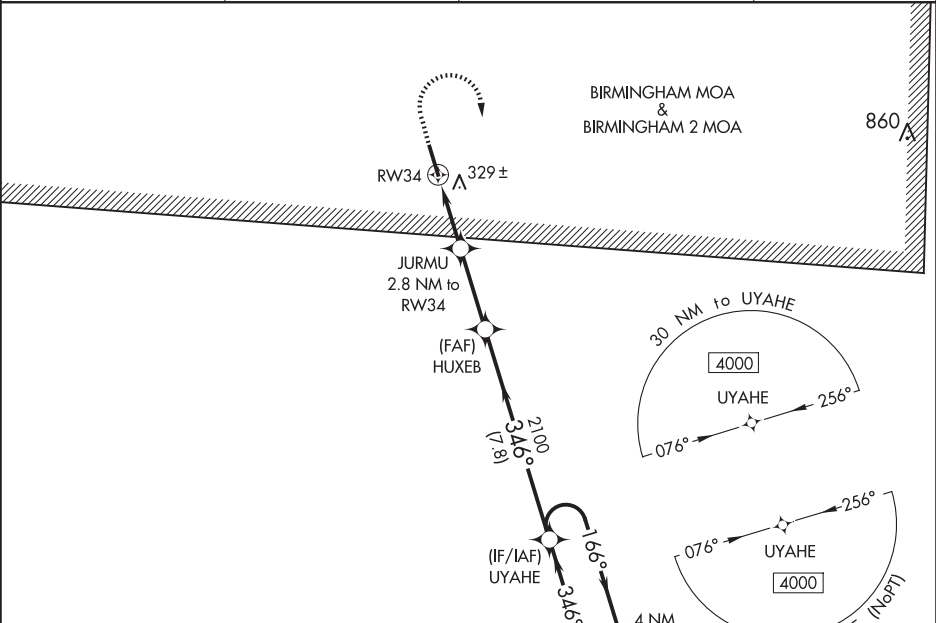 BIRMINGHAM MOA
&
BIRMINGHAM 2 MOA
860
RW34
329 ±
JURMU
2.8 NM to
RW34
(FAF)
HUXEB
30 NM to UYAHE
4000
UYAHE
076°
256°
2100
346°
(7.8)
(IF/IAF)
UYAHE
166°
346°
4 NM
076°
256°
UYAHE
4000
(NoPT)